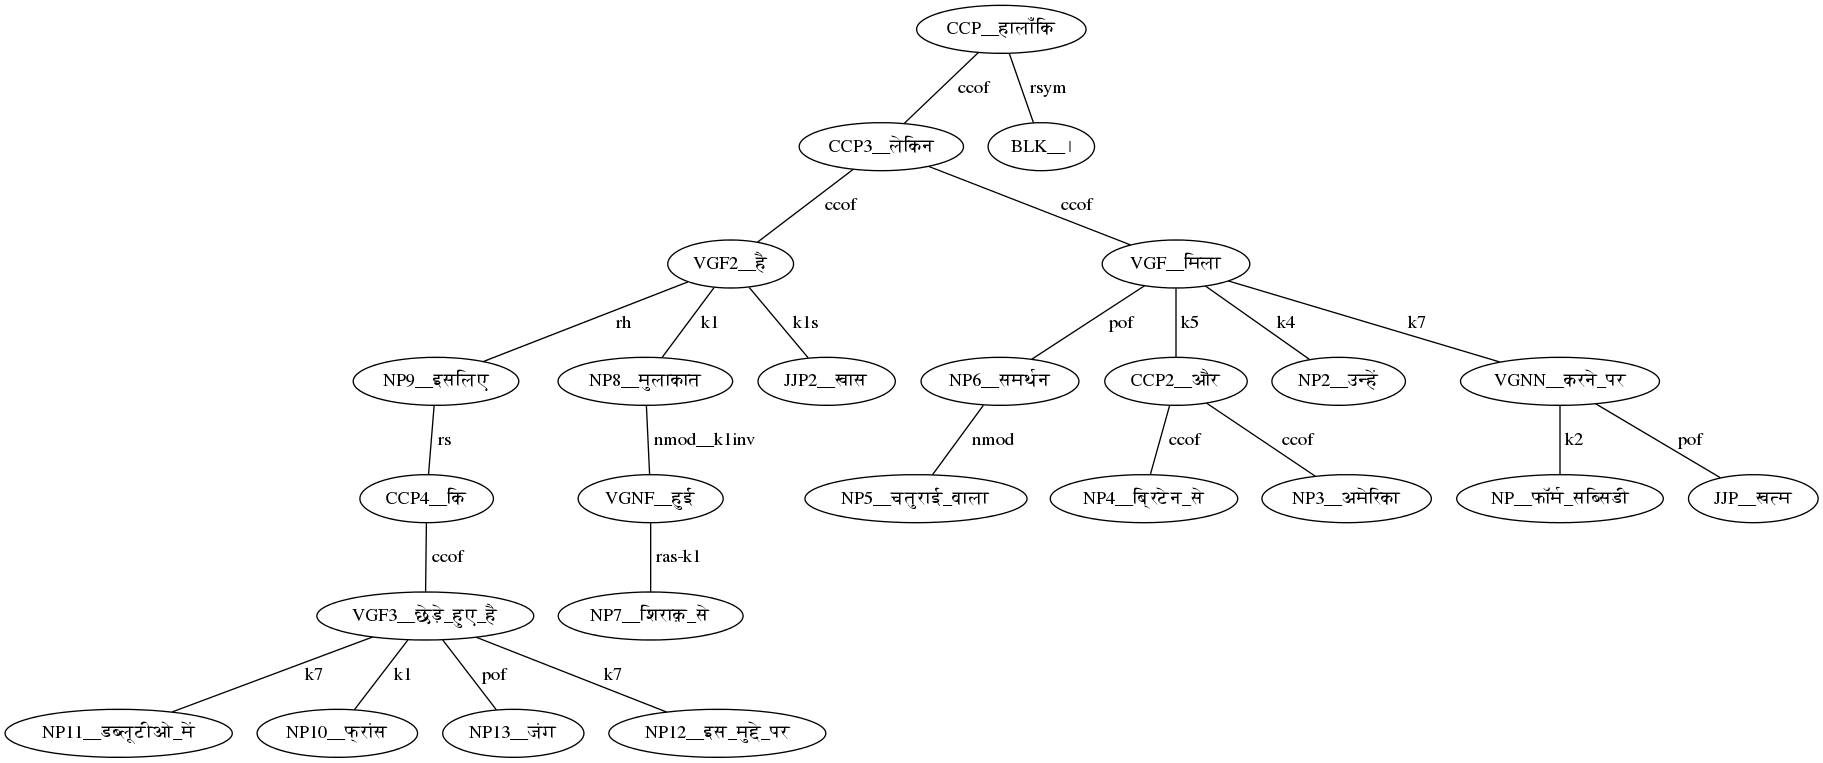 CCP__हालाँकि
ccof rsym
CCP3__लेकिन BLK__।
ccof ccof
VGF2__है VGF__मिला
rh k1 k1s pof k5 k4 k7
NP9__इसलिए NP8__मुलाकात JJP2__खास NP6__समर्थन CCP2__और NP2__उन्हें VGNN__करने_पर
rs nmod__k1inv nmod ccof ccof k2 pof
CCP4__कि VGNF__हुई NP5__चतुराई_वाला NP4__ब्रिटेन_से NP3__अमेरिका NP__फॉर्म_सब्सिडी JJP__खत्म
ccof ras-k1
VGF3__छेड़े_हुए_है NP7__शिराक़_से
k7 k1 pof k7
NP11__डब्लूटीओ_में NP10__फ्रांस NP13__जंग NP12__इस_मुद्दे_पर